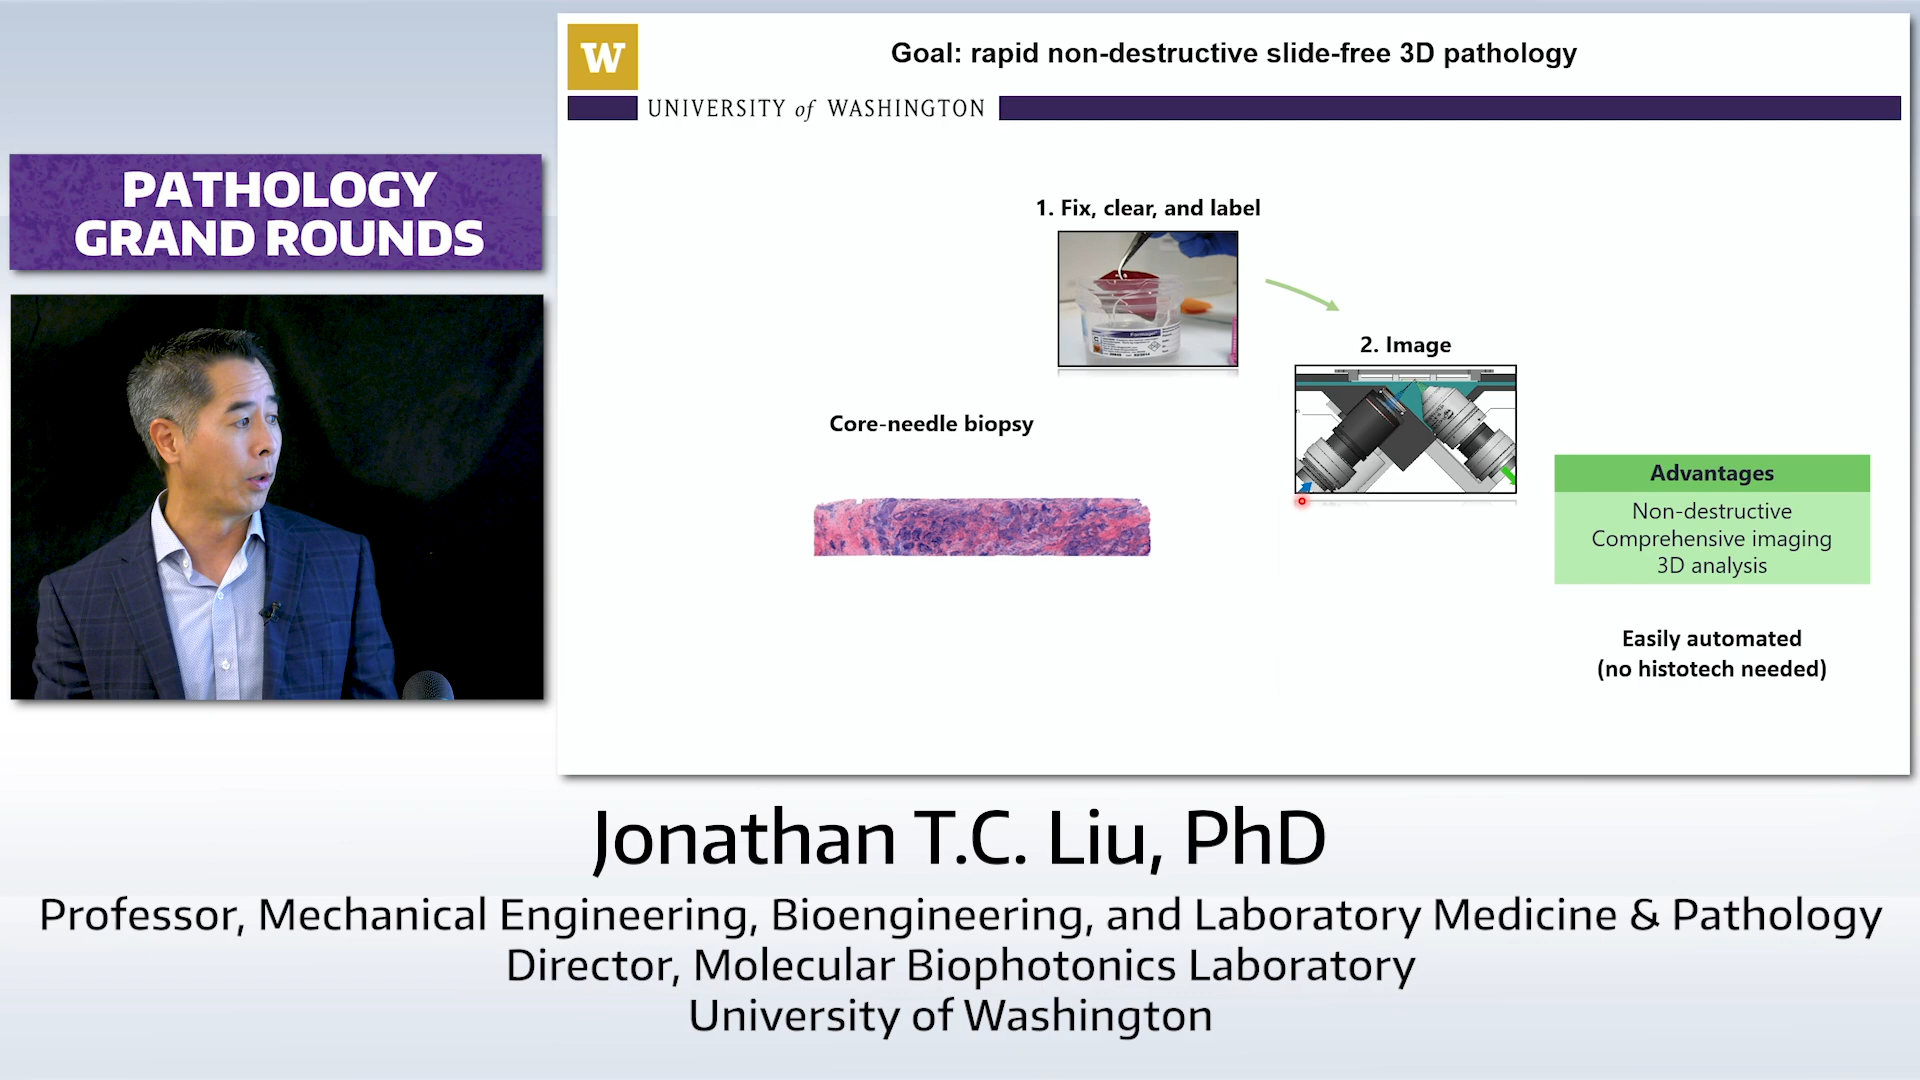 PATHOLOGY
GRAND ROUNDS
W
Goal: rapid non-destructive slide-free 3D pathology
UNIVERSITY of WASHINGTON
1. Fix, clear, and label
2. Image
Core-needle biopsy
Advantages
Non-destructive
Comprehensive imaging
3D analysis
Easily automated
(no histotech needed)
Jonathan T.C. Liu, PhD
Professor, Mechanical Engineering, Bioengineering, and Laboratory Medicine & Pathology
Director, Molecular Biophotonics Laboratory
University of Washington